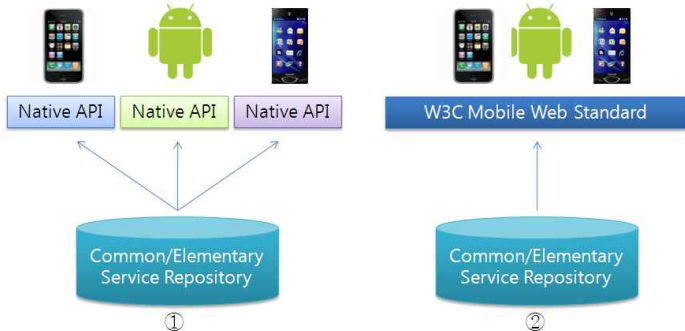 Native API
Native API
Native API
W3C Mobile Web Standard
Common/Elementary
Service Repository
Common/Elementary
Service Repository
①
②